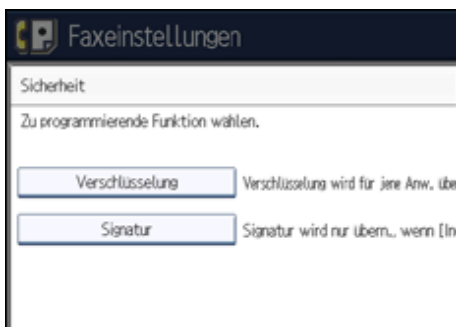 Faxeinstellungen
Sicherheit
Zu programmierende Funktion wählen.
Verschlüsselung Verschlüsselung wird für jene Anw. übe
Signatur Signatur wird nur übern.. wenn [In